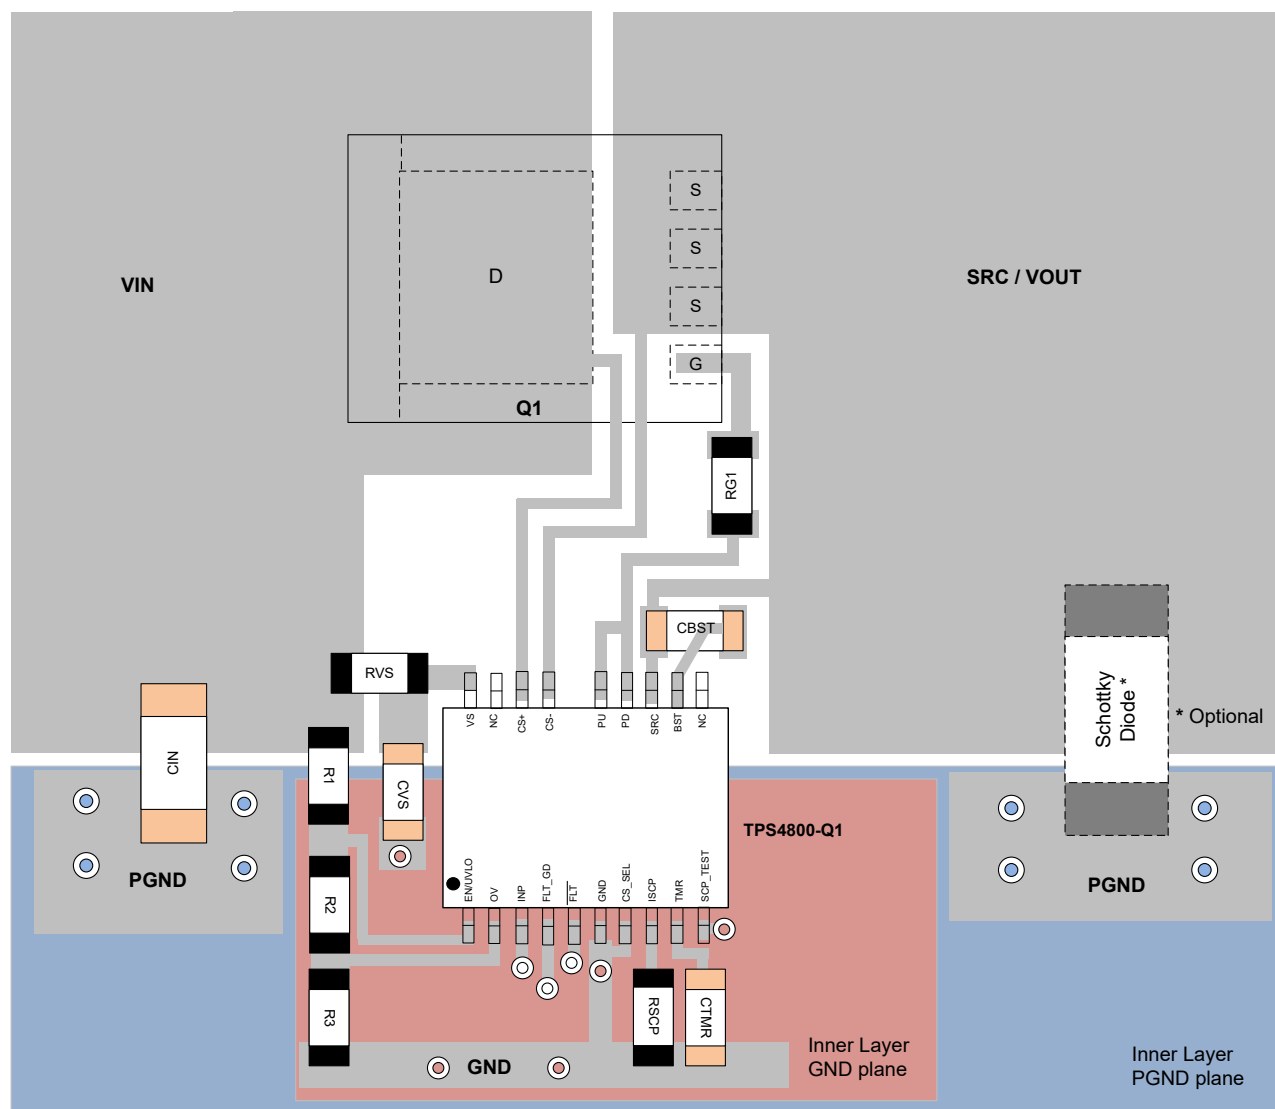 S
S
S
G
D
VIN
SRC / VOUT
Q1
RG1
CBST
RVS
VS
NC
CS+
CS-
PU
PD
SRC
BST
NC
CIN
R1
CVS
Schottky
Diode *
* Optional
TPS4800-Q1
EN/UVLO
OV
INP
FLT_GD
FLT
GND
CS_SEL
ISCP
TMR
SCP_TEST
PGND
PGND
R2
R3
RSCP
CTMR
GND
Inner Layer
GND plane
Inner Layer
PGND plane